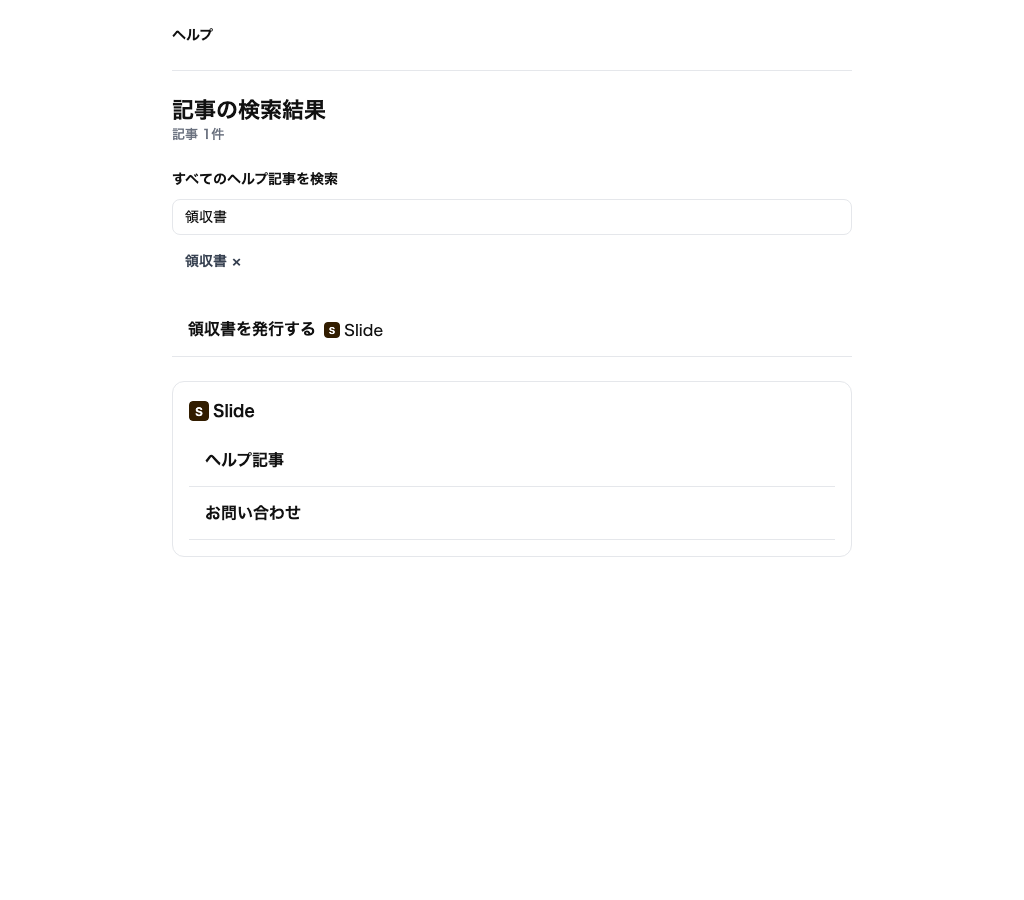 ヘルプ
記事の検索結果
記事 1件
すべてのヘルプ記事を検索
領収書
領収書 ×
領収書を発行する S Slide
S Slide
ヘルプ記事
お問い合わせ